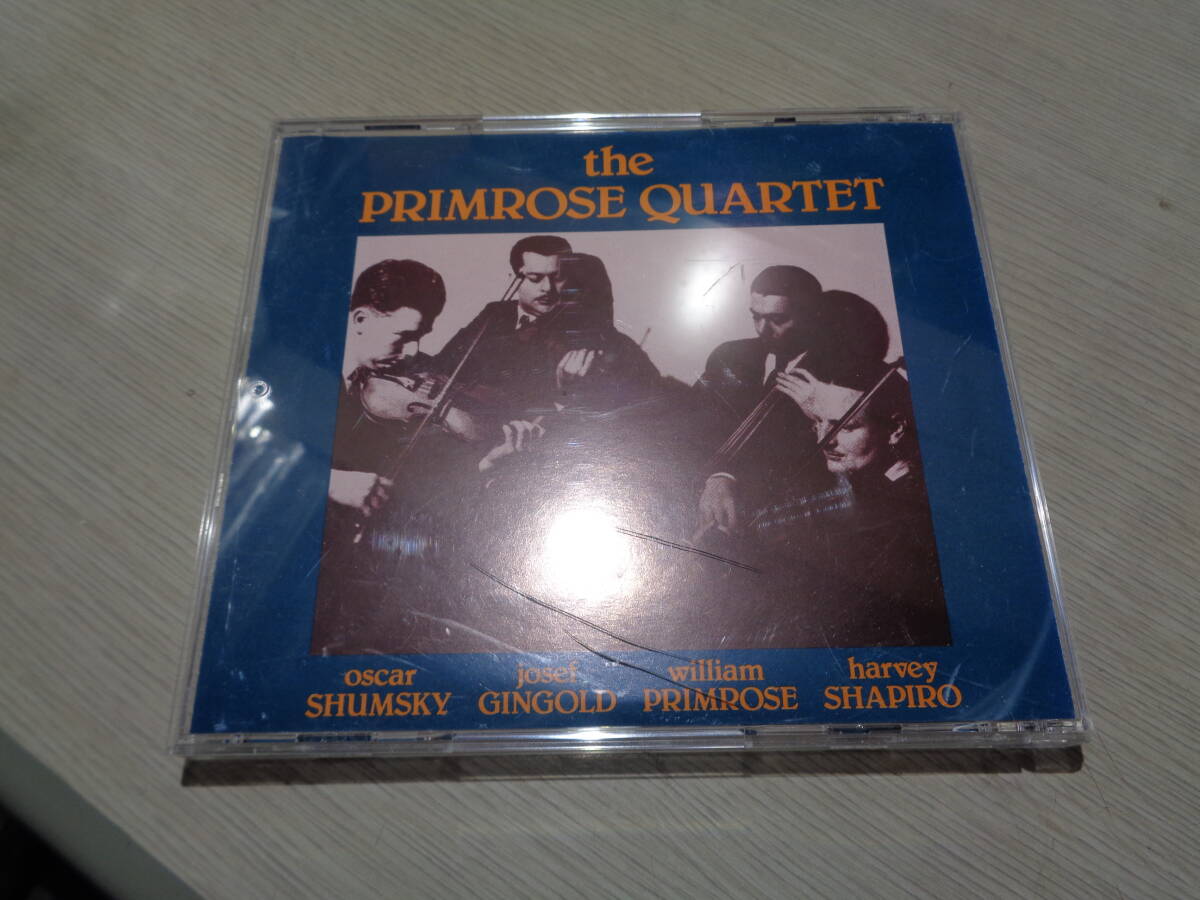 the
PRIMROSE QUARTET
oscar josef william harvey
SHUMSKY GINGOLD PRIMROSE SHAPIRO